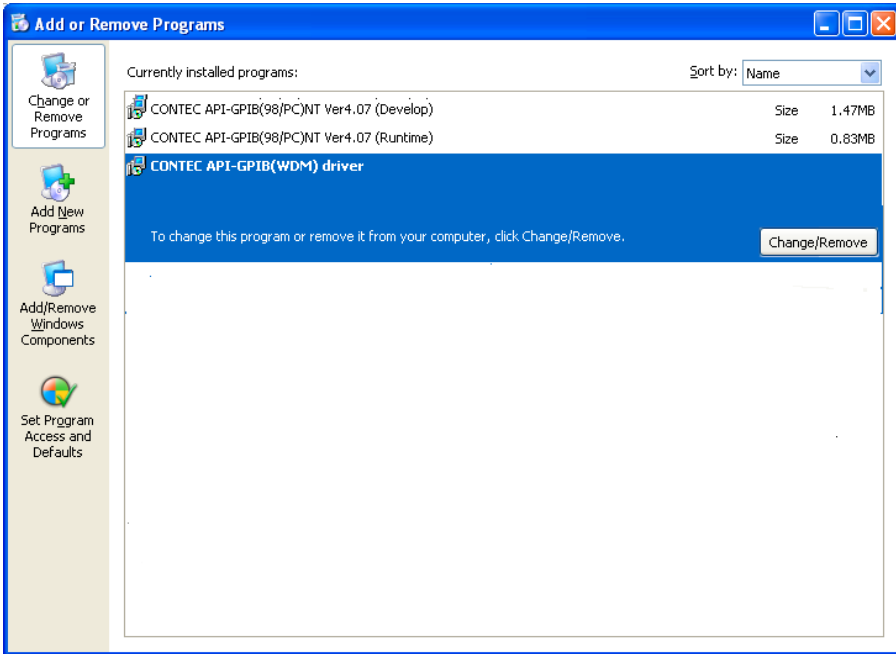 Add or Remove Programs
Change or
Remove
Programs
Add New
Programs
Add/Remove
Windows
Components
Set Program
Access and
Defaults
Currently installed programs:
Sort by: Name
CONTEC API-GPIB(98/PC)NT Ver4.07 (Develop) Size 1.47MB
CONTEC API-GPIB(98/PC)NT Ver4.07 (Runtime) Size 0.83MB
CONTEC API-GPIB(WDM) driver
To change this program or remove it from your computer, click Change/Remove. Change/Remove